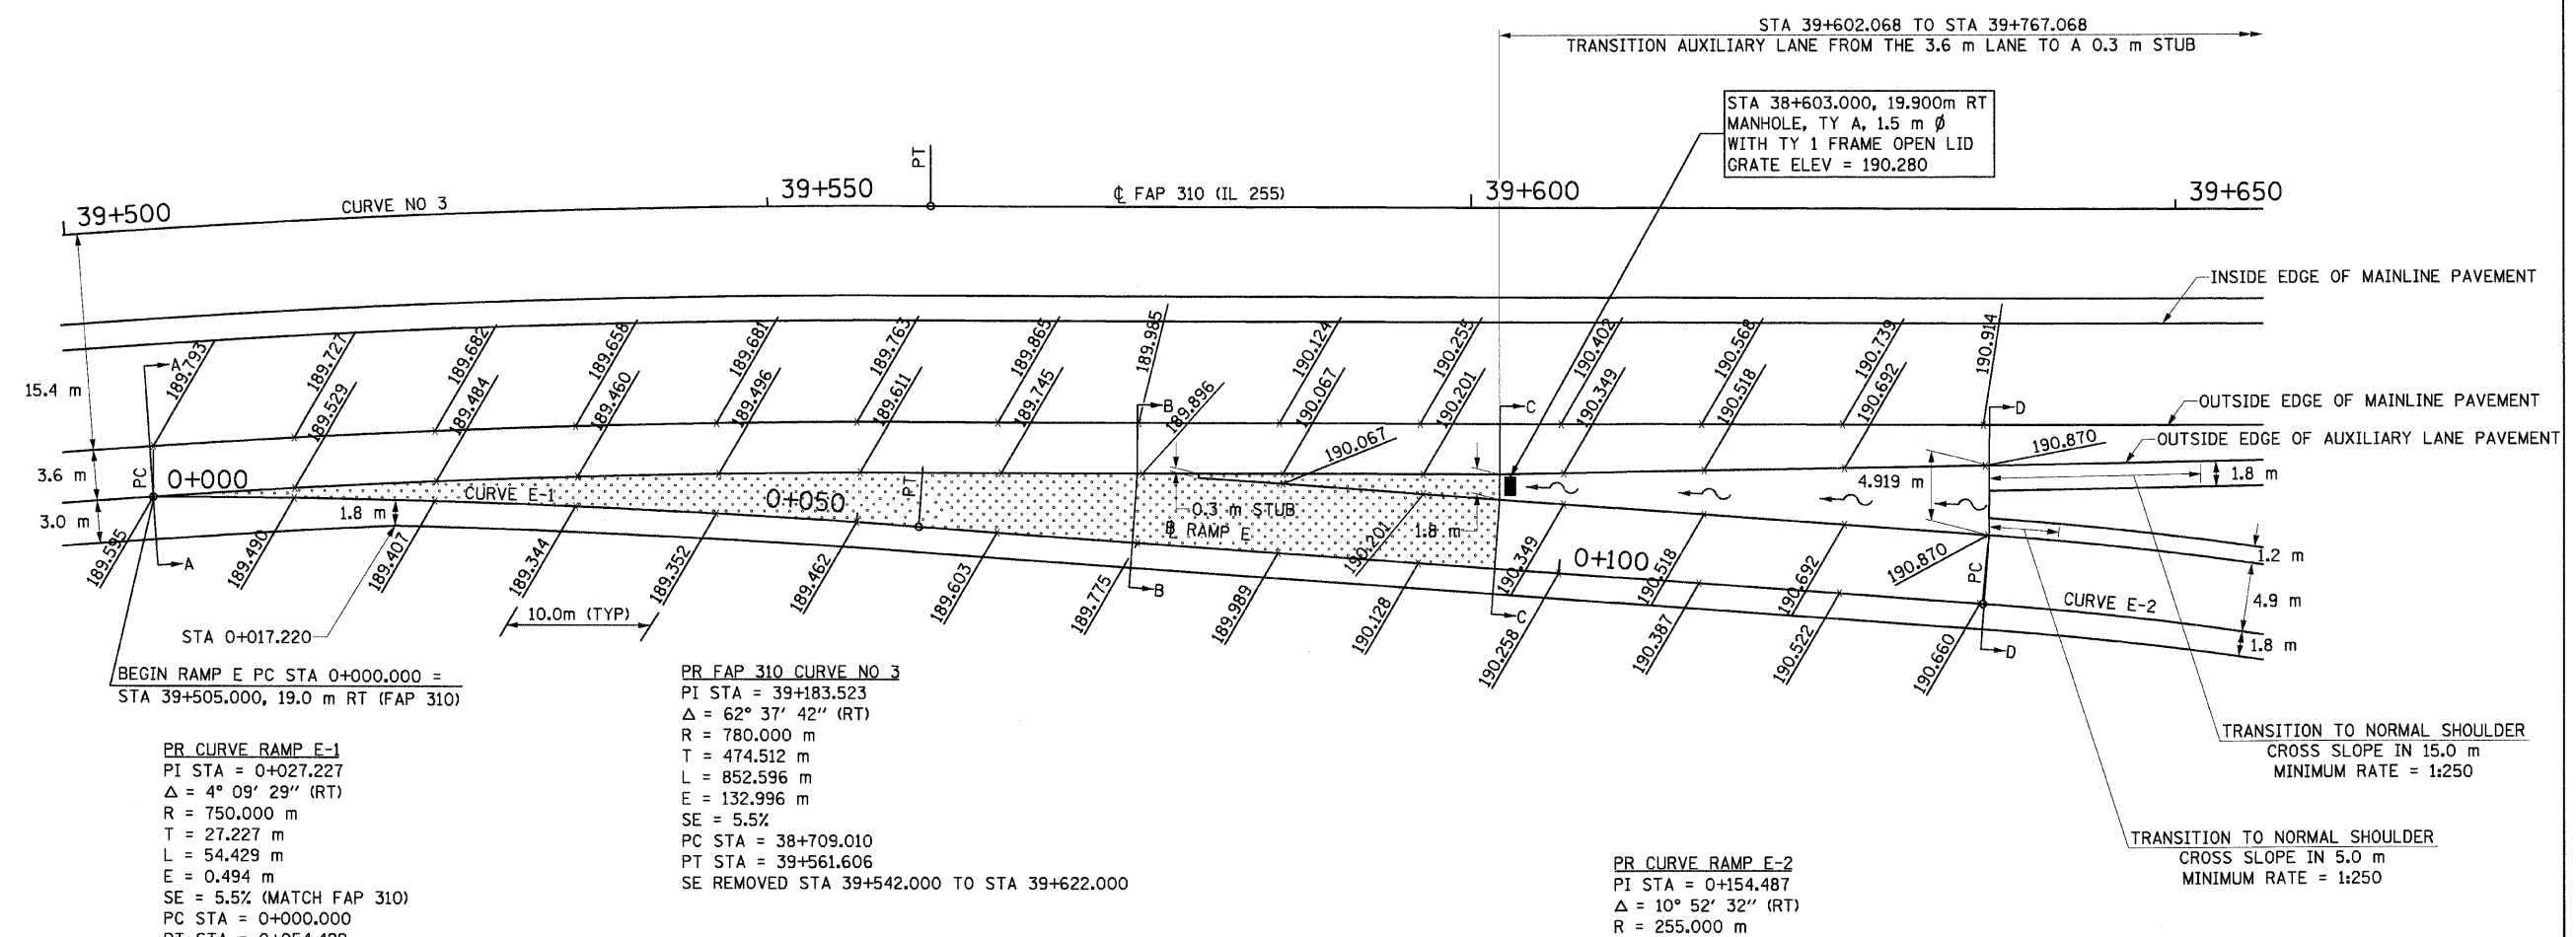 STA 39+602.068 TO STA 39+767.068
TRANSITION AUXILIARY LANE FROM THE 3.6 m LANE TO A 0.3 m STUB
STA 38+603.000, 19.900m RT
MANHOLE, TY A, 1.5 m Ø
WITH TY 1 FRAME OPEN LID
GRATE ELEV = 190.280
39+500
CURVE NO 3
39+550
PT
℄ FAP 310 (IL 255)
39+600
39+650
INSIDE EDGE OF MAINLINE PAVEMENT
15.4 m
A
189.793
189.727
189.682
189.658
189.681
189.763
189.865
189.985
190.124
190.255
190.402
190.568
190.739
190.914
189.529
189.484
189.460
189.496
189.611
189.745
B
189.896
190.067
190.201
C
190.349
190.518
190.692
D
OUTSIDE EDGE OF MAINLINE PAVEMENT
190.067
190.870
OUTSIDE EDGE OF AUXILIARY LANE PAVEMENT
3.6 m
PC
0+000
CURVE E-1
0+050
PT
4.919 m
1.8 m
3.0 m
1.8 m
0.3 m STUB
RAMP E
190.201
1.8 m
190.349
0+100
190.518
190.692
190.870
PC
1.2 m
CURVE E-2
4.9 m
1.8 m
189.595
A
189.490
189.407
189.344
189.352
189.462
189.603
189.775
B
189.989
190.128
C
190.258
190.387
190.522
190.660
D
10.0m (TYP)
STA 0+017.220
BEGIN RAMP E PC STA 0+000.000 =
STA 39+505.000, 19.0 m RT (FAP 310)
PR FAP 310 CURVE NO 3
PI STA = 39+183.523
Δ = 62° 37' 42" (RT)
R = 780.000 m
T = 474.512 m
L = 852.596 m
E = 132.996 m
SE = 5.5%
PC STA = 38+709.010
PT STA = 39+561.606
SE REMOVED STA 39+542.000 TO STA 39+622.000
PR CURVE RAMP E-1
PI STA = 0+027.227
Δ = 4° 09' 29" (RT)
R = 750.000 m
T = 27.227 m
L = 54.429 m
E = 0.494 m
SE = 5.5% (MATCH FAP 310)
PC STA = 0+000.000
TRANSITION TO NORMAL SHOULDER
CROSS SLOPE IN 15.0 m
MINIMUM RATE = 1:250
TRANSITION TO NORMAL SHOULDER
CROSS SLOPE IN 5.0 m
MINIMUM RATE = 1:250
PR CURVE RAMP E-2
PI STA = 0+154.487
Δ = 10° 52' 32" (RT)
R = 255.000 m